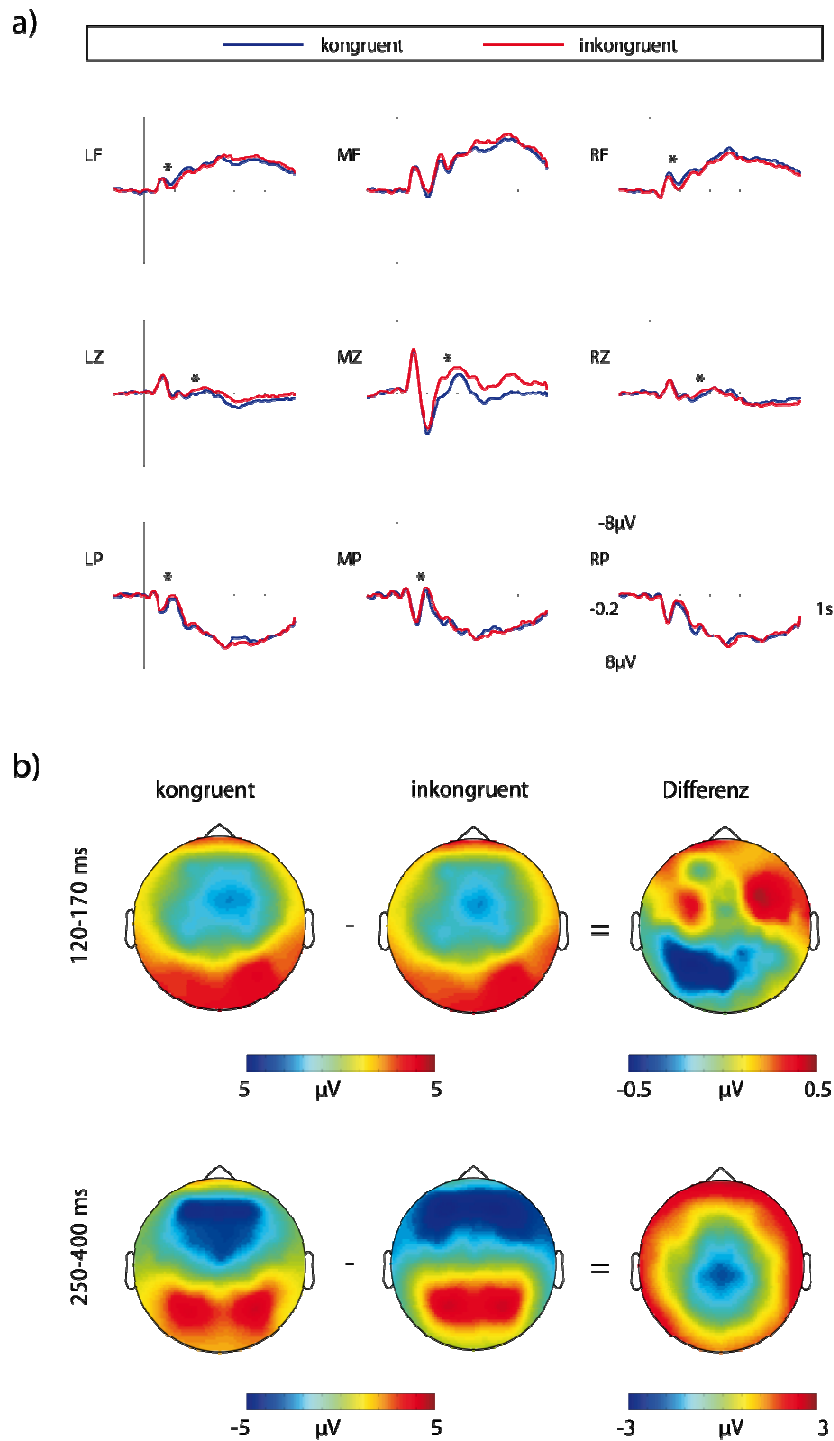 a)
kongruent inkongruent
LF MF RF
* *
LZ MZ RZ
* * *
-8µV
LP MP RP
* *
-0.2 1s
8µV
b)
kongruent inkongruent Differenz
120-170 ms
- =
5 µV 5 -0.5 µV 0.5
250-400 ms
- =
-5 µV 5 -3 µV 3